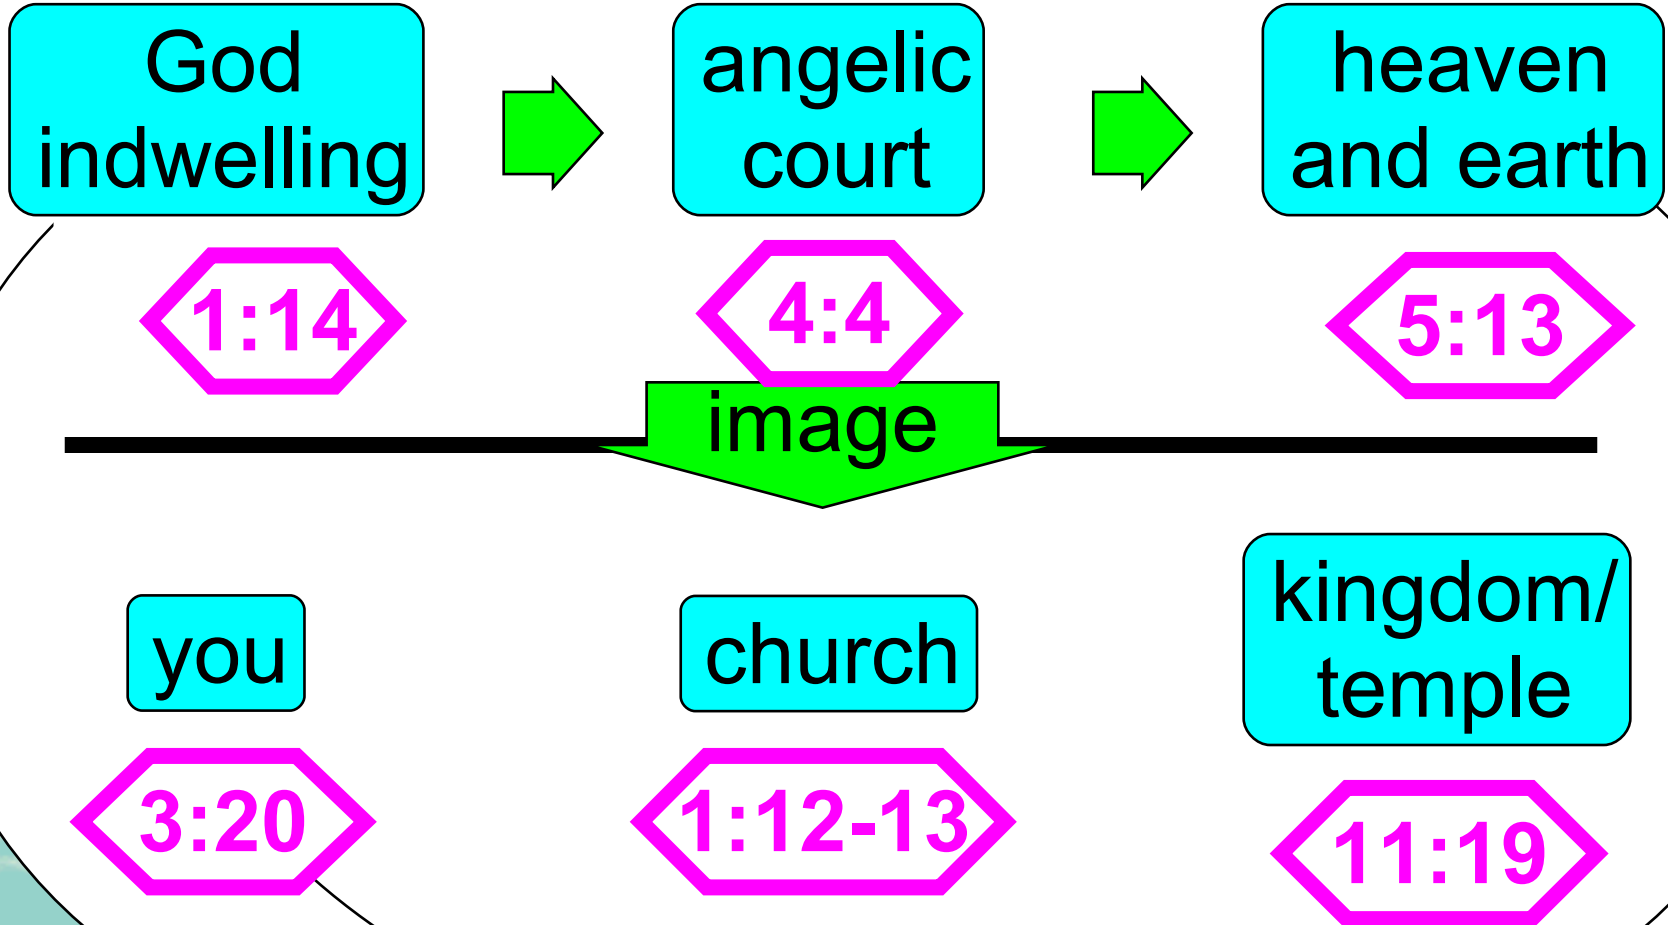 God
indwelling
angelic
court
heaven
and earth
1:14
4:4
5:13
image
you
church
kingdom/
temple
3:20
1:12-13
11:19